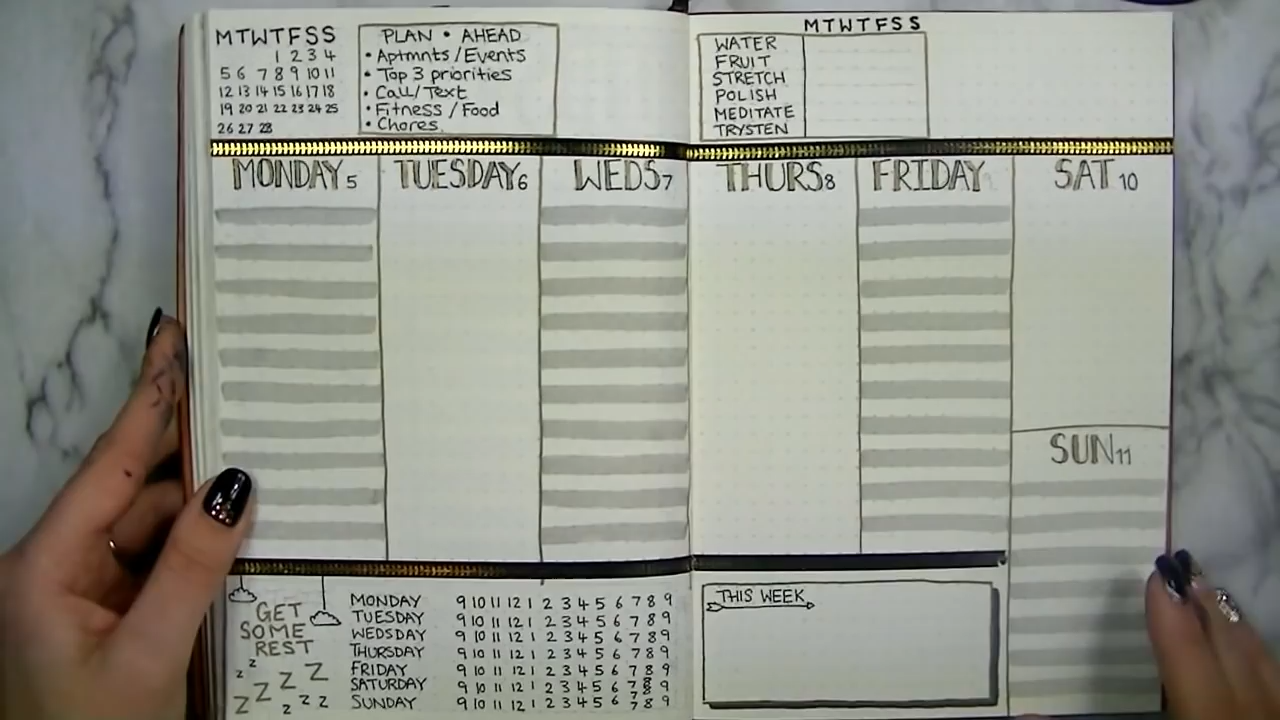 MTWTFSS
1 2 3 4
5 6 7 8 9 10 11
12 13 14 15 16 17 18
19 20 21 22 23 24 25
26 27 28
PLAN • AHEAD
• Aptmnts/Events
• Top 3 priorities
• Call/Text
• Fitness/Food
• Chores
MTWTFSS
WATER
FRUIT
STRETCH
POLISH
MEDITATE
TRYSTEN
MONDAY 5
TUESDAY 6
WEDS 7
THURS 8
FRIDAY 9
SAT 10
SUN 11
GET
SOME
REST
z z z z z z z z z
MONDAY 9 10 11 12 1 2 3 4 5 6 7 8 9
TUESDAY 9 10 11 12 1 2 3 4 5 6 7 8 9
WEDSDAY 9 10 11 12 1 2 3 4 5 6 7 8 9
THURSDAY 9 10 11 12 1 2 3 4 5 6 7 8 9
FRIDAY 9 10 11 12 1 2 3 4 5 6 7 8 9
SATURDAY 9 10 11 12 1 2 3 4 5 6 7 8 9
SUNDAY 9 10 11 12 1 2 3 4 5 6 7 8 9
THIS WEEK